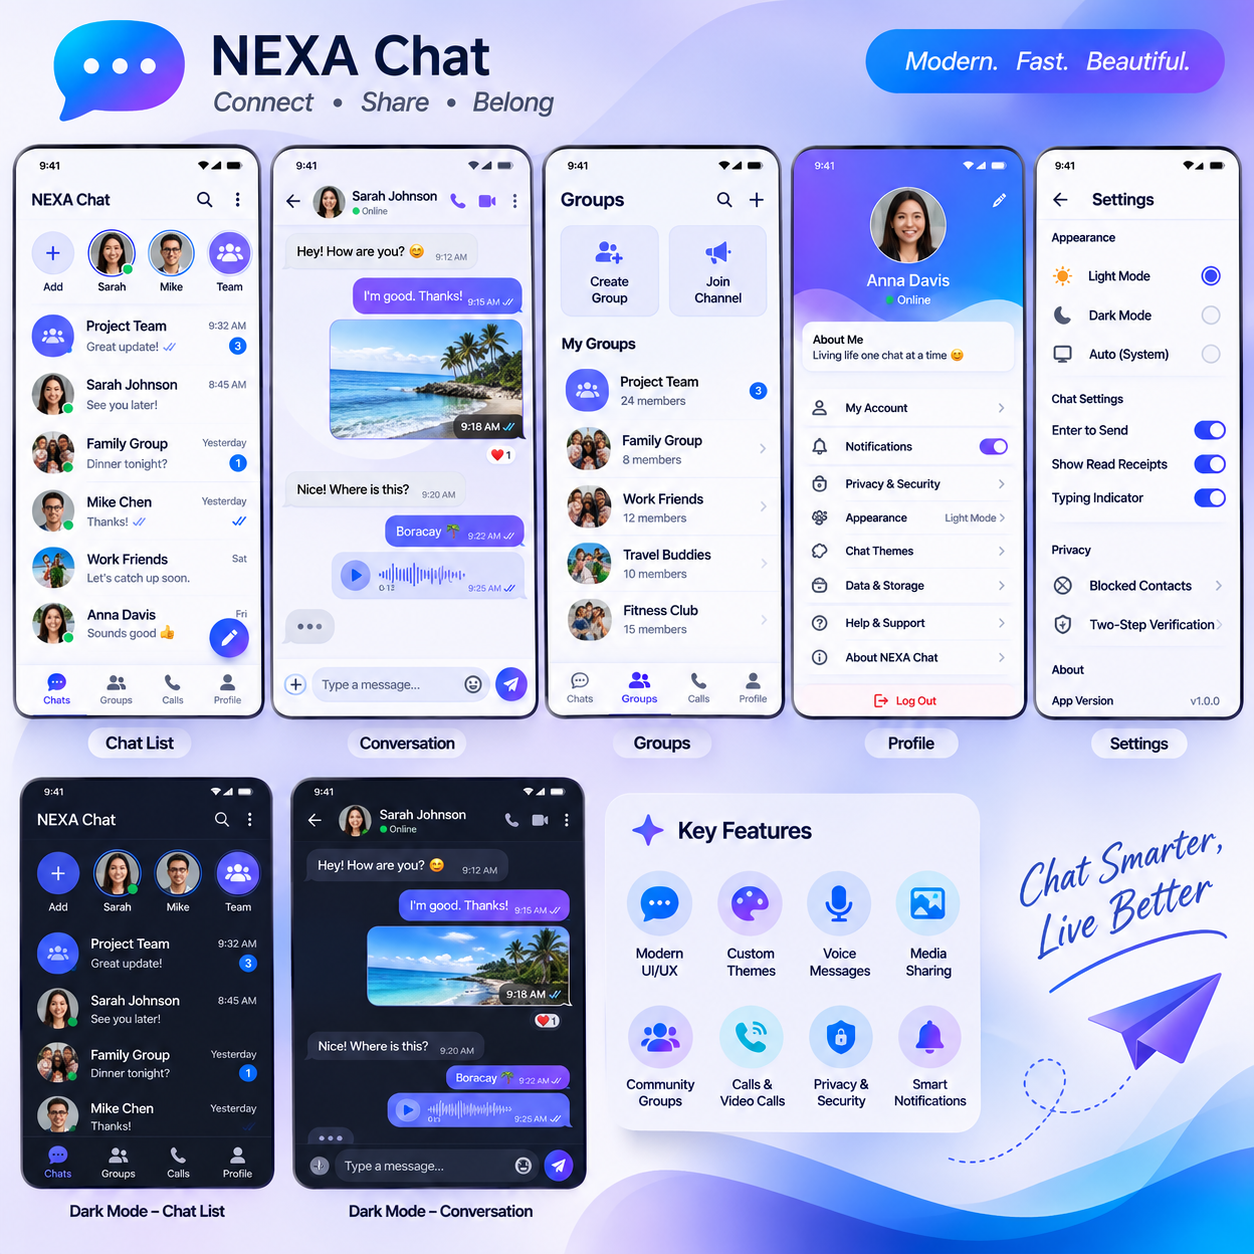 NEXA Chat
Connect • Share • Belong
Modern. Fast. Beautiful.
9:41
NEXA Chat
Add
Sarah
Mike
Team
Project Team 9:32 AM
Great update! 3
Sarah Johnson 8:45 AM
See you later!
Family Group Yesterday
Dinner tonight? 1
Mike Chen Yesterday
Thanks!
Work Friends Sat
Let's catch up soon.
Anna Davis Fri
Sounds good 👍
Chats
Groups
Calls
Profile
Chat List
9:41
Sarah Johnson
Online
Hey! How are you? 😊 9:12 AM
I'm good. Thanks! 9:15 AM
9:18 AM
❤️ 1
Nice! Where is this? 9:20 AM
Boracay 🌴 9:22 AM
9:25 AM
Type a message...
Conversation
9:41
Groups
Create
Group
Join
Channel
My Groups
Project Team
24 members 3
Family Group
8 members
Work Friends
12 members
Travel Buddies
10 members
Fitness Club
15 members
Chats
Groups
Calls
Profile
Groups
9:41
Anna Davis
Online
About Me
Living life one chat at a time 😊
My Account
Notifications
Privacy & Security
Appearance Light Mode
Chat Themes
Data & Storage
Help & Support
About NEXA Chat
Log Out
Profile
9:41
Settings
Appearance
Light Mode
Dark Mode
Auto (System)
Chat Settings
Enter to Send
Show Read Receipts
Typing Indicator
Privacy
Blocked Contacts
Two-Step Verification
About
App Version v1.0.0
Settings
9:41
NEXA Chat
Add
Sarah
Mike
Team
Project Team 9:32 AM
Great update! 3
Sarah Johnson 8:45 AM
See you later!
Family Group Yesterday
Dinner tonight? 1
Mike Chen Yesterday
Thanks!
Chats
Groups
Calls
Profile
Dark Mode – Chat List
9:41
Sarah Johnson
Online
Hey! How are you? 😊 9:12 AM
I'm good. Thanks! 9:15 AM
9:18 AM
❤️ 1
Nice! Where is this? 9:20 AM
Boracay 🌴 9:22 AM
9:25 AM
Type a message...
Dark Mode – Conversation
Key Features
Modern
UI/UX
Custom
Themes
Voice
Messages
Media
Sharing
Community
Groups
Calls &
Video Calls
Privacy &
Security
Smart
Notifications
Chat Smarter,
Live Better